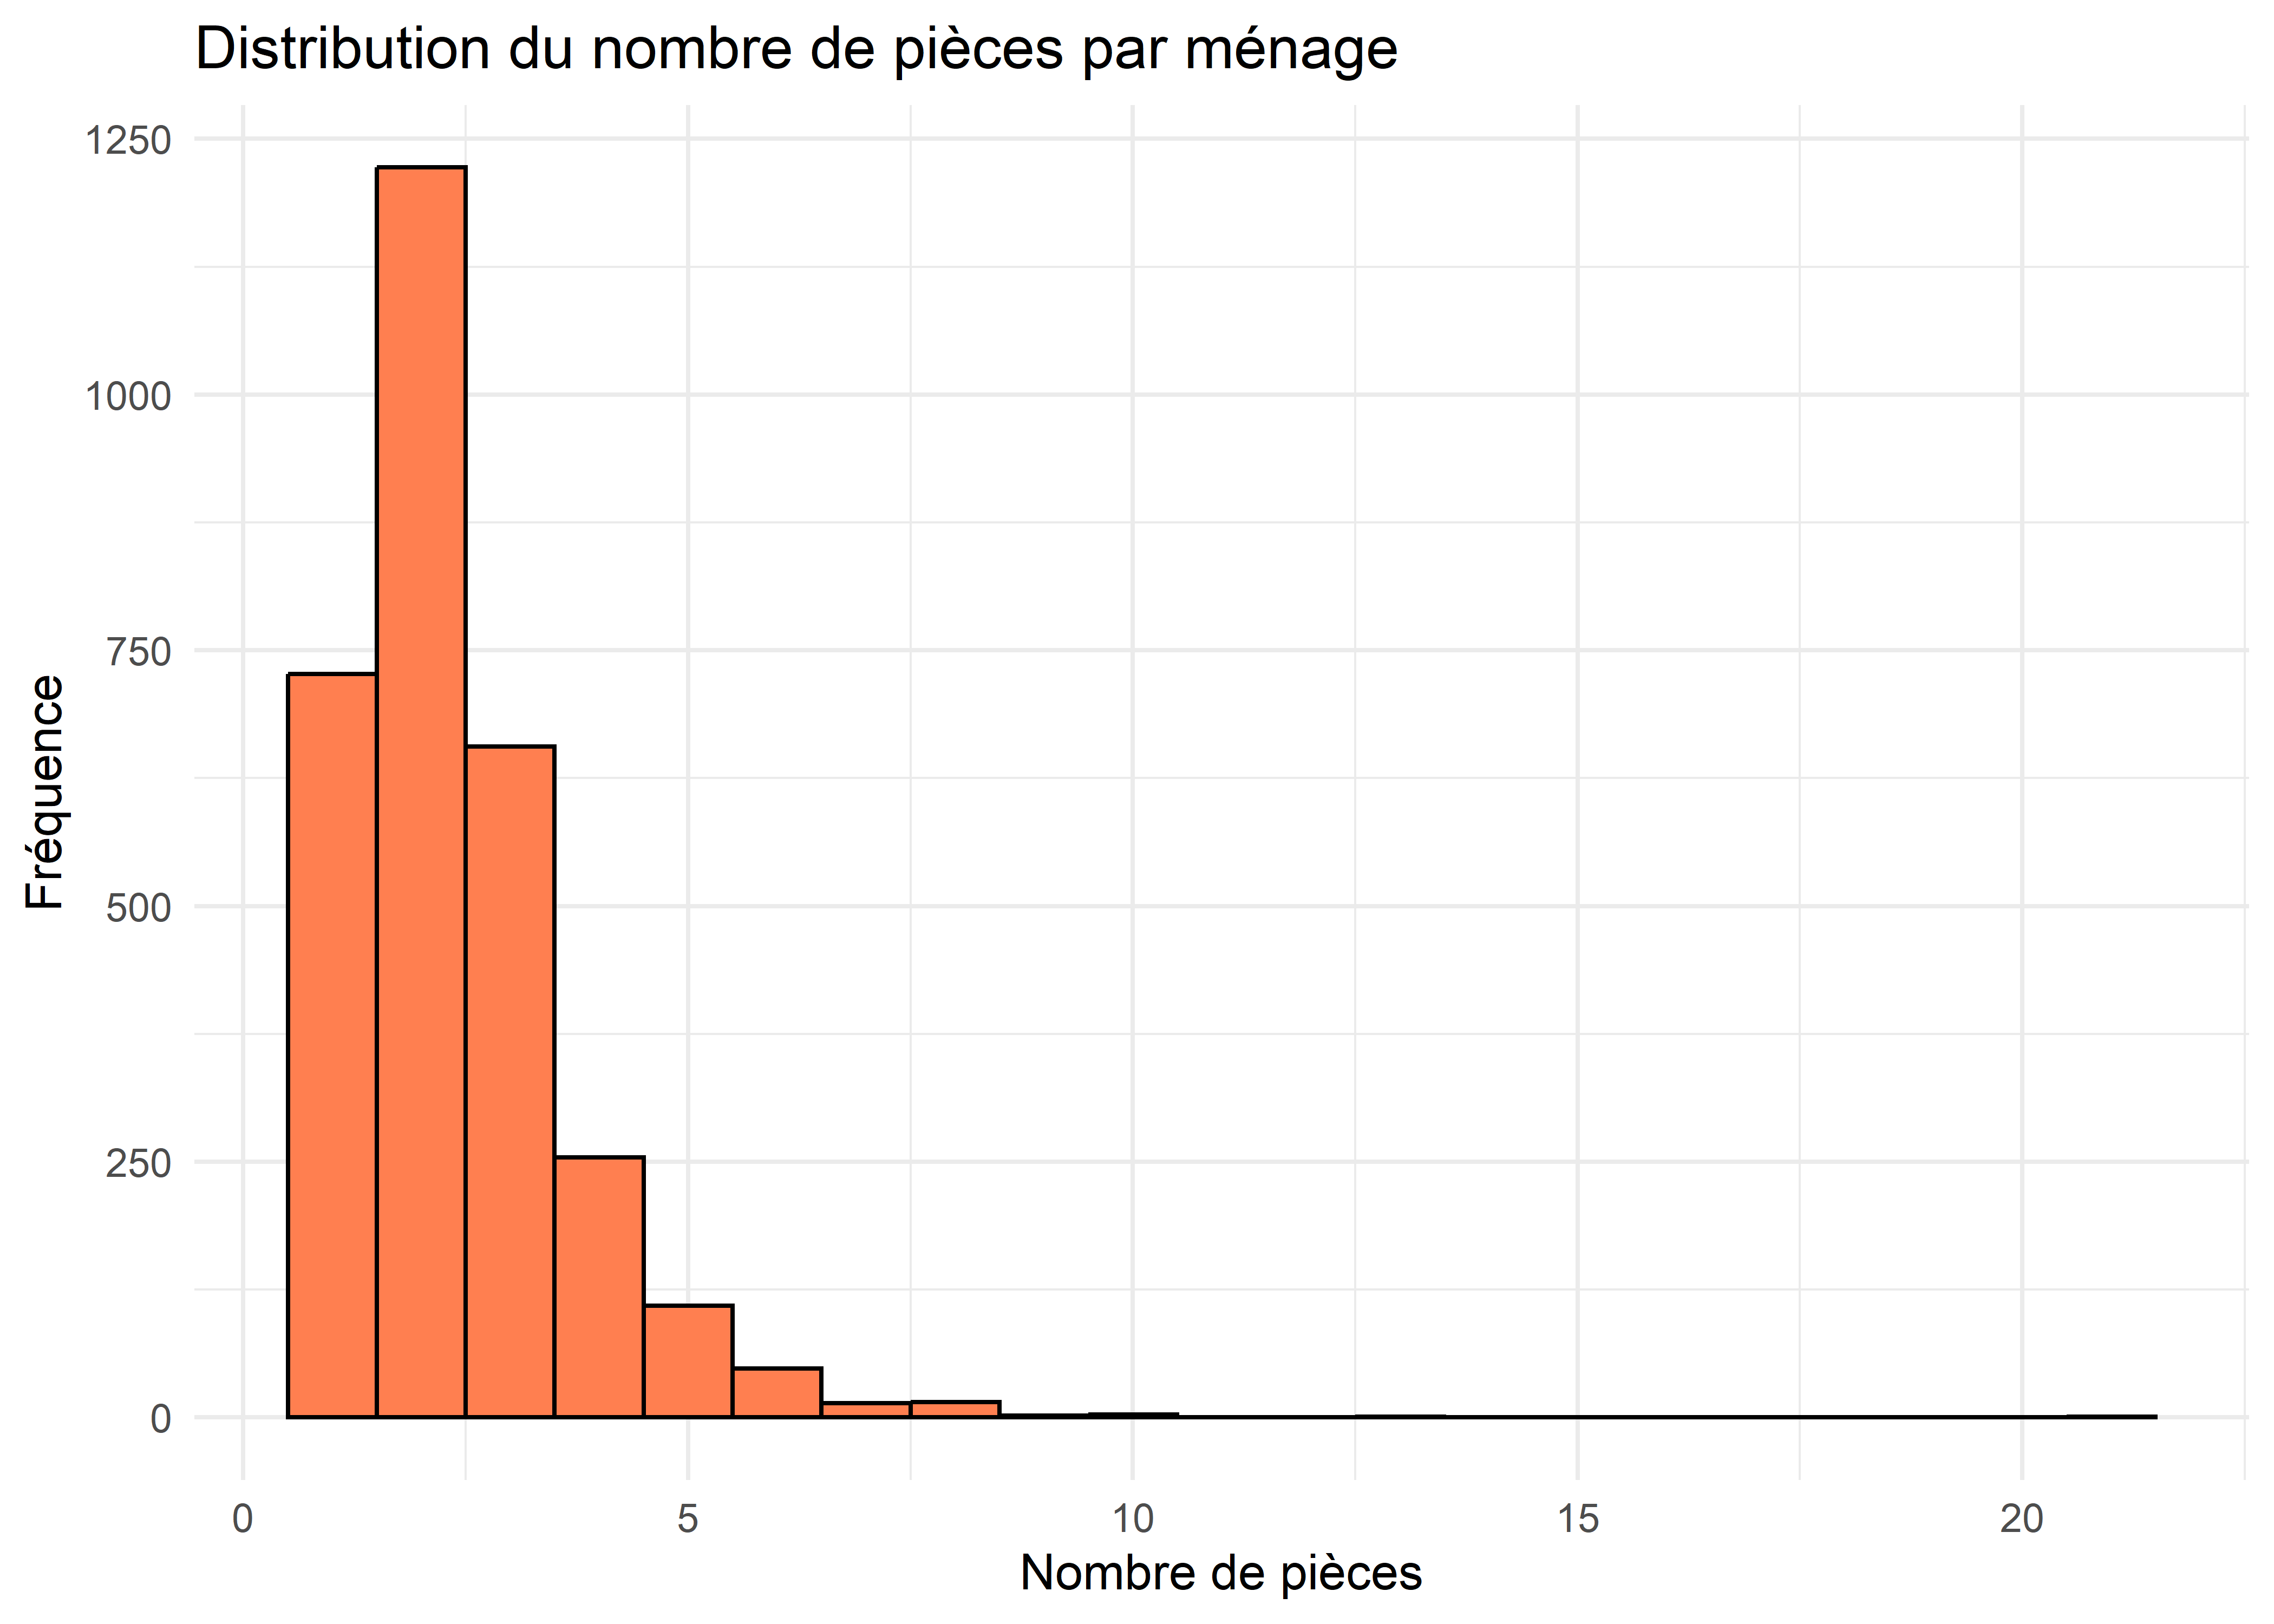 Distribution du nombre de pièces par ménage
1250
1000
750
500
250
0
Fréquence
0 5 10 15 20
Nombre de pièces